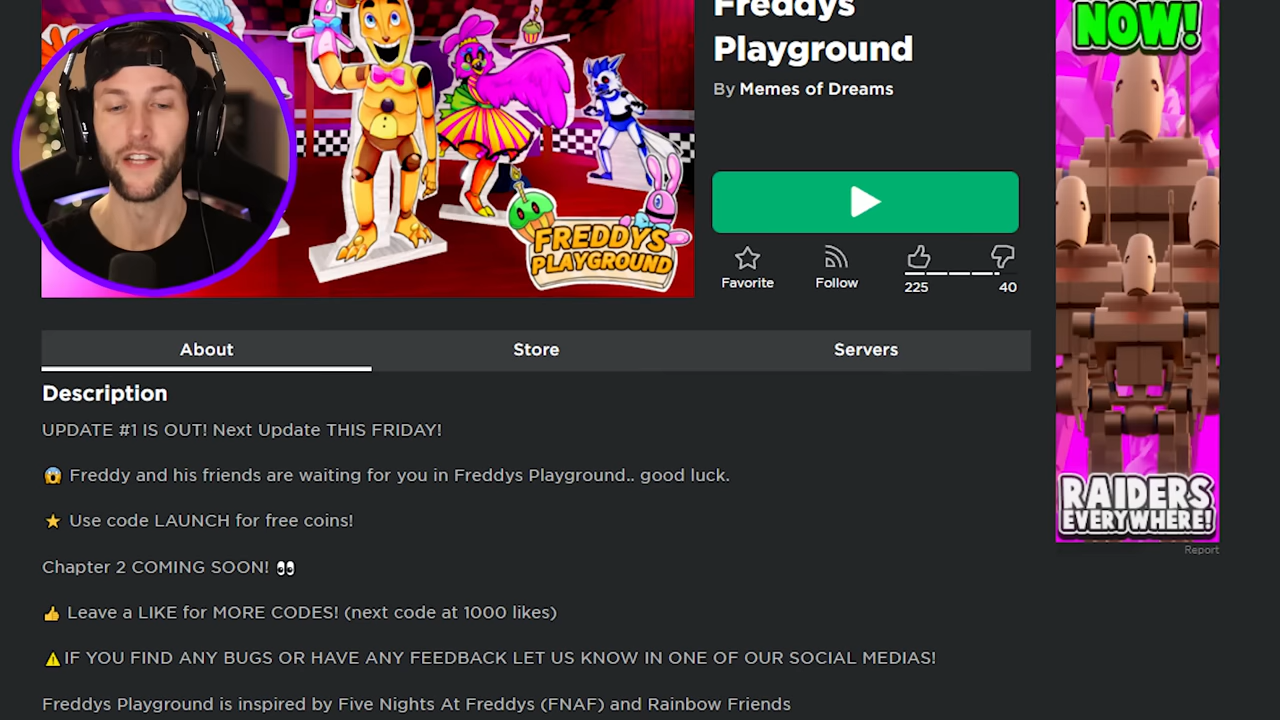 Freddys
Playground
By Memes of Dreams
NOW!
FREDDYS
PLAYGROUND
Favorite
Follow
225
40
About
Store
Servers
Description
UPDATE #1 IS OUT! Next Update THIS FRIDAY!
😱 Freddy and his friends are waiting for you in Freddys Playground.. good luck.
⭐ Use code LAUNCH for free coins!
Chapter 2 COMING SOON! 👀
👍 Leave a LIKE for MORE CODES! (next code at 1000 likes)
⚠️IF YOU FIND ANY BUGS OR HAVE ANY FEEDBACK LET US KNOW IN ONE OF OUR SOCIAL MEDIAS!
Freddys Playground is inspired by Five Nights At Freddys (FNAF) and Rainbow Friends
RAIDERS
EVERYWHERE!
Report